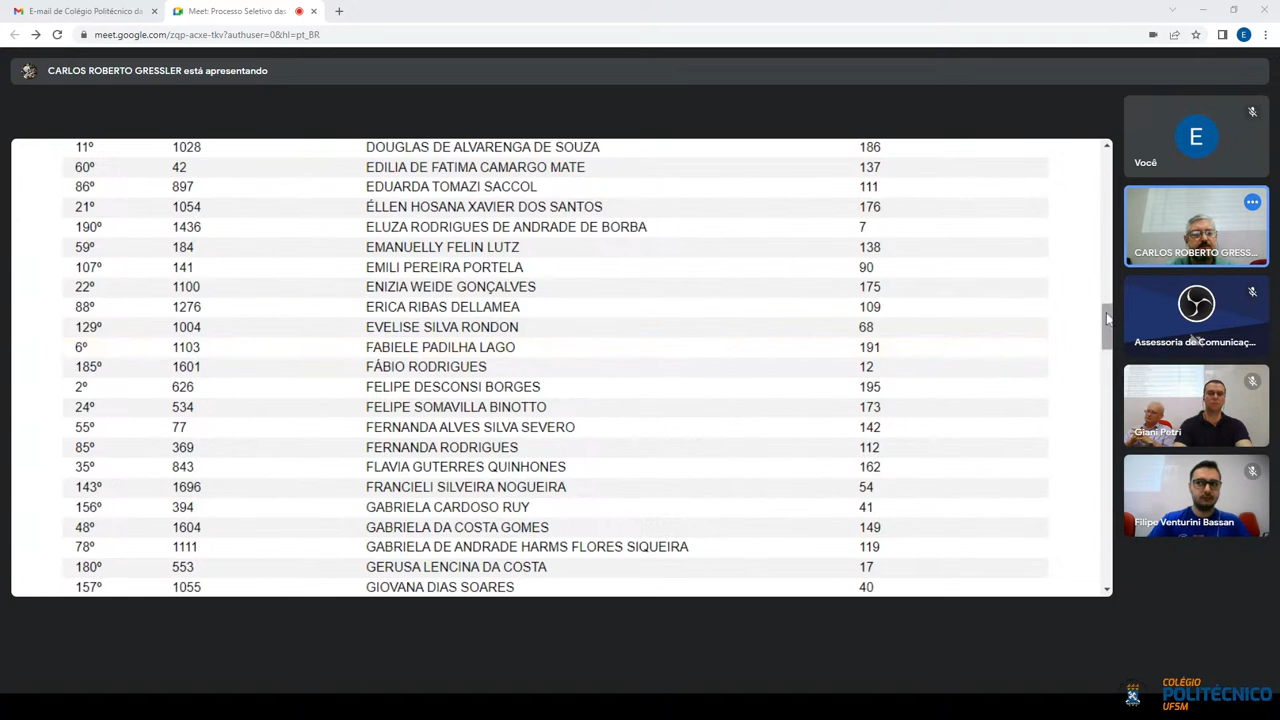 E-mail de Colégio Politécnico da
Meet: Processo Seletivo das
meet.google.com/zqp-acxe-tkv?authuser=0&hl=pt_BR
E
CARLOS ROBERTO GRESSLER está apresentando
11º 1028 DOUGLAS DE ALVARENGA DE SOUZA 186
60º 42 EDILIA DE FATIMA CAMARGO MATE 137
86º 897 EDUARDA TOMAZI SACCOL 111
21º 1054 ÉLLEN HOSANA XAVIER DOS SANTOS 176
190º 1436 ELUZA RODRIGUES DE ANDRADE DE BORBA 7
59º 184 EMANUELLY FELIN LUTZ 138
107º 141 EMILI PEREIRA PORTELA 90
22º 1100 ENIZIA WEIDE GONÇALVES 175
88º 1276 ERICA RIBAS DELLAMEA 109
129º 1004 EVELISE SILVA RONDON 68
6º 1103 FABIELE PADILHA LAGO 191
185º 1601 FÁBIO RODRIGUES 12
2º 626 FELIPE DESCONSI BORGES 195
24º 534 FELIPE SOMAVILLA BINOTTO 173
55º 77 FERNANDA ALVES SILVA SEVERO 142
85º 369 FERNANDA RODRIGUES 112
35º 843 FLAVIA GUTERRES QUINHONES 162
143º 1696 FRANCIELI SILVEIRA NOGUEIRA 54
156º 394 GABRIELA CARDOSO RUY 41
48º 1604 GABRIELA DA COSTA GOMES 149
78º 1111 GABRIELA DE ANDRADE HARMS FLORES SIQUEIRA 119
180º 553 GERUSA LENCINA DA COSTA 17
157º 1055 GIOVANA DIAS SOARES 40
E
Você
CARLOS ROBERTO GRESS...
Assessoria de Comunicaç...
Giani Petri
Filipe Venturini Bassan
COLÉGIO
POLITÉCNICO
UFSM